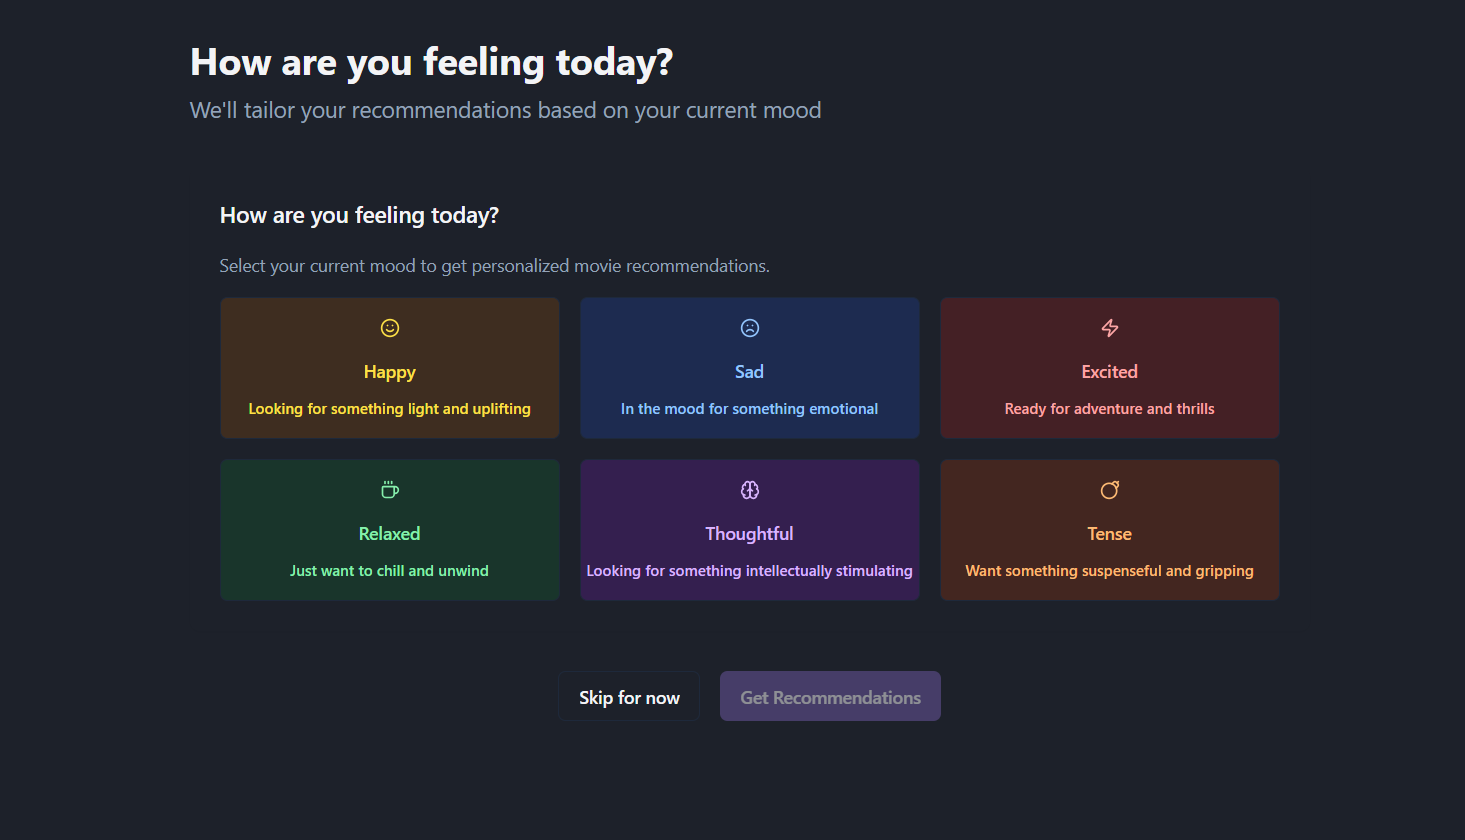 How are you feeling today?
We'll tailor your recommendations based on your current mood
How are you feeling today?
Select your current mood to get personalized movie recommendations.
Happy
Looking for something light and uplifting
Sad
In the mood for something emotional
Excited
Ready for adventure and thrills
Relaxed
Just want to chill and unwind
Thoughtful
Looking for something intellectually stimulating
Tense
Want something suspenseful and gripping
Skip for now
Get Recommendations